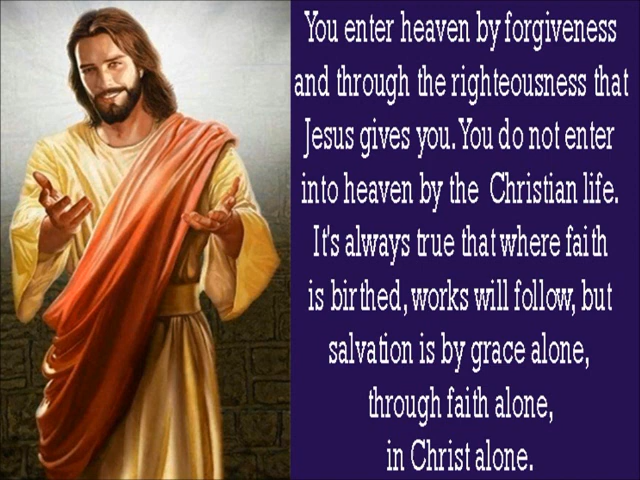 You enter heaven by forgiveness
and through the righteousness that
Jesus gives you. You do not enter
into heaven by the Christian life.
It's always true that where faith
is birthed, works will follow, but
salvation is by grace alone,
through faith alone,
in Christ alone.